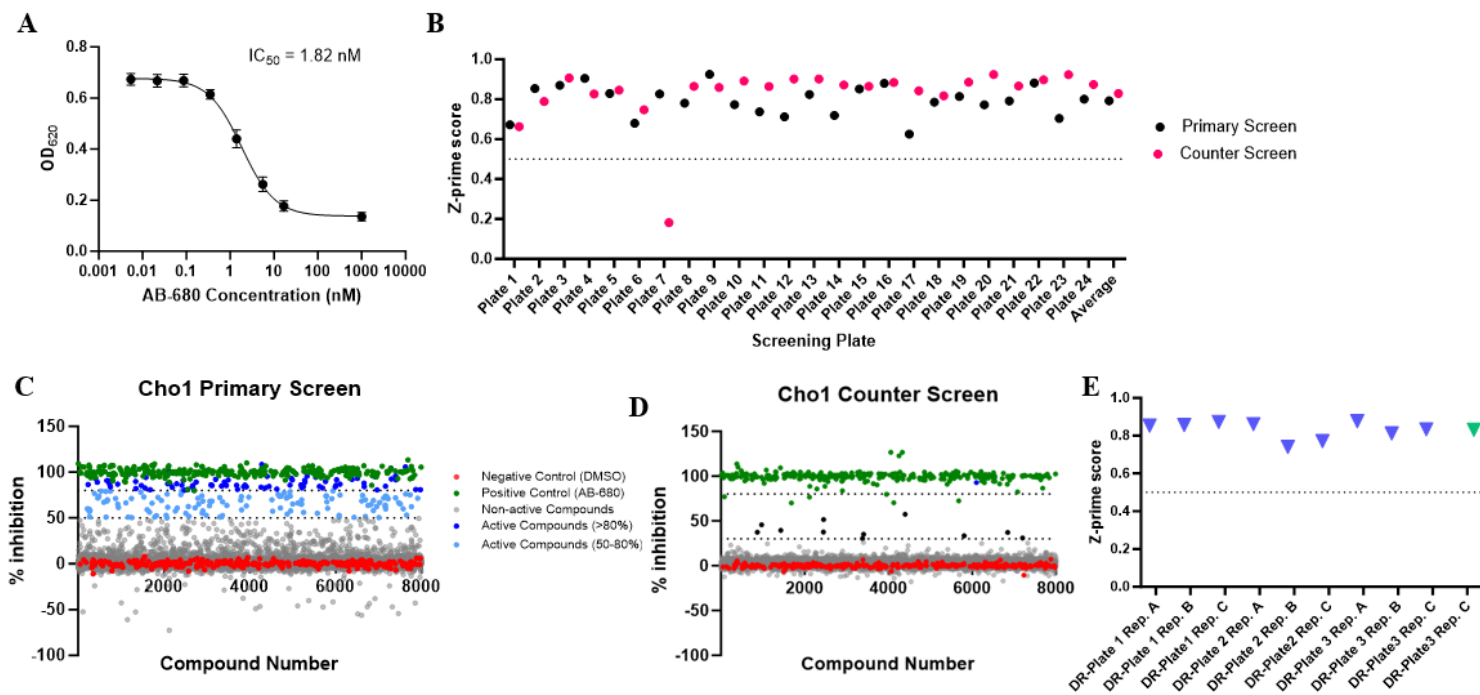 A
IC50 = 1.82 nM
0.8
0.6
0.4
0.2
0.0
OD620
0.001 0.01 0.1 1 10 100 1000 10000
AB-680 Concentration (nM)
B
1.0
0.8
0.6
0.4
0.2
0.0
Z-prime score
Plate 1
Plate 2
Plate 3
Plate 4
Plate 5
Plate 6
Plate 7
Plate 8
Plate 9
Plate 10
Plate 11
Plate 12
Plate 13
Plate 14
Plate 15
Plate 16
Plate 17
Plate 18
Plate 19
Plate 20
Plate 21
Plate 22
Plate 23
Plate 24
Average
Screening Plate
Primary Screen
Counter Screen
C
Cho1 Primary Screen
150
100
50
0
-50
-100
% inhibition
2000 4000 6000 8000
Compound Number
Negative Control (DMSO)
Positive Control (AB-680)
Non-active Compounds
Active Compounds (>80%)
Active Compounds (50-80%)
D
Cho1 Counter Screen
150
100
50
0
-50
-100
% inhibition
2000 4000 6000 8000
Compound Number
E
1.0
0.8
0.6
0.4
0.2
0.0
Z-prime score
DR-Plate 1 Rep. A
DR-Plate 1 Rep. B
DR-Plate1 Rep. C
DR-Plate 2 Rep. A
DR-Plate 2 Rep. B
DR-Plate2 Rep. C
DR-Plate 3 Rep. A
DR-Plate 3 Rep. B
DR-Plate3 Rep. C
DR-Plate3 Rep. C